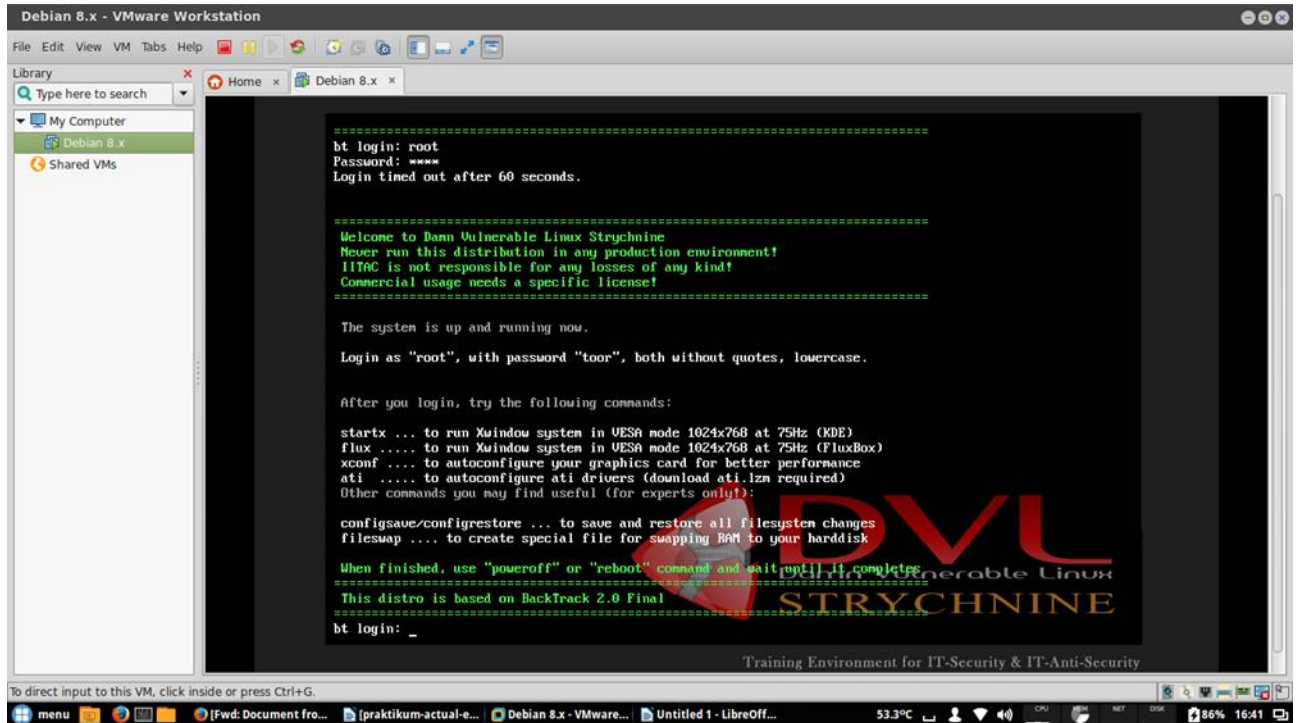 Debian 8.x - VMware Workstation
File Edit View VM Tabs Help
Library
Type here to search
My Computer
Debian 8.x
Shared VMs
Home
Debian 8.x
================================================================================
bt login: root
Password: ****
Login timed out after 60 seconds.
================================================================================
Welcome to Damn Vulnerable Linux Strychnine
Never run this distribution in any production environment!
IITAC is not responsible for any losses of any kind!
Commercial usage needs a specific license!
================================================================================
The system is up and running now.
Login as "root", with password "toor", both without quotes, lowercase.
After you login, try the following commands:
startx ... to run Xwindow system in VESA mode 1024x768 at 75Hz (KDE)
flux ..... to run Xwindow system in VESA mode 1024x768 at 75Hz (FluxBox)
xconf .... to autoconfigure your graphics card for better performance
ati ..... to autoconfigure ati drivers (download ati.lzm required)
Other commands you may find useful (for experts only!):
configsave/configrestore ... to save and restore all filesystem changes
fileswap .... to create special file for swapping RAM to your harddisk
When finished, use "poweroff" or "reboot" command and wait until it completes
================================================================================
This distro is based on BackTrack 2.0 Final
================================================================================
bt login: _
DVL
Damn Vulnerable Linux
STRYCHNINE
Training Environment for IT-Security & IT-Anti-Security
To direct input to this VM, click inside or press Ctrl+G.
menu
[Fwd: Document fro...
[praktikum-actual-e...
Debian 8.x - VMware...
Untitled 1 - LibreOff...
53.3ºC
CPU
MEM
NET
DISK
86%
16:41